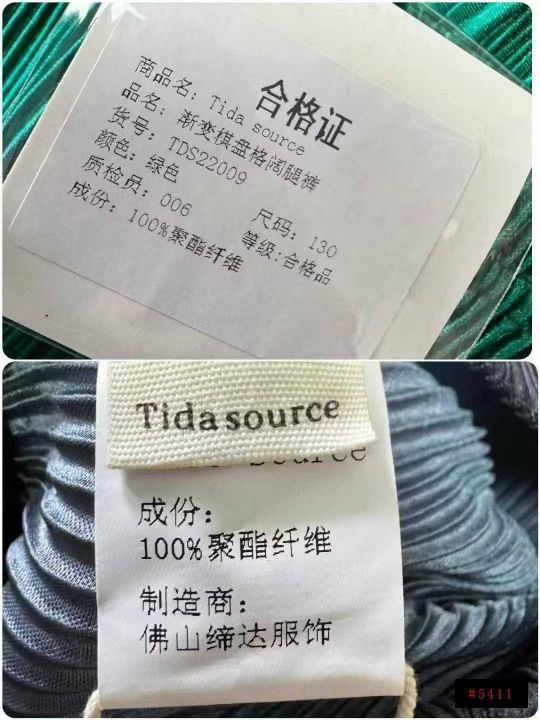 合格证
商品名: Tida source
品名: 渐变棋盘格阔腿裤
货号: TDS22009
颜色: 绿色 尺码: 130
质检员: 006 等级:合格品
成份: 100%聚酯纤维
Tida source
source
成份:
100%聚酯纤维
制造商:
佛山缔达服饰
#5411